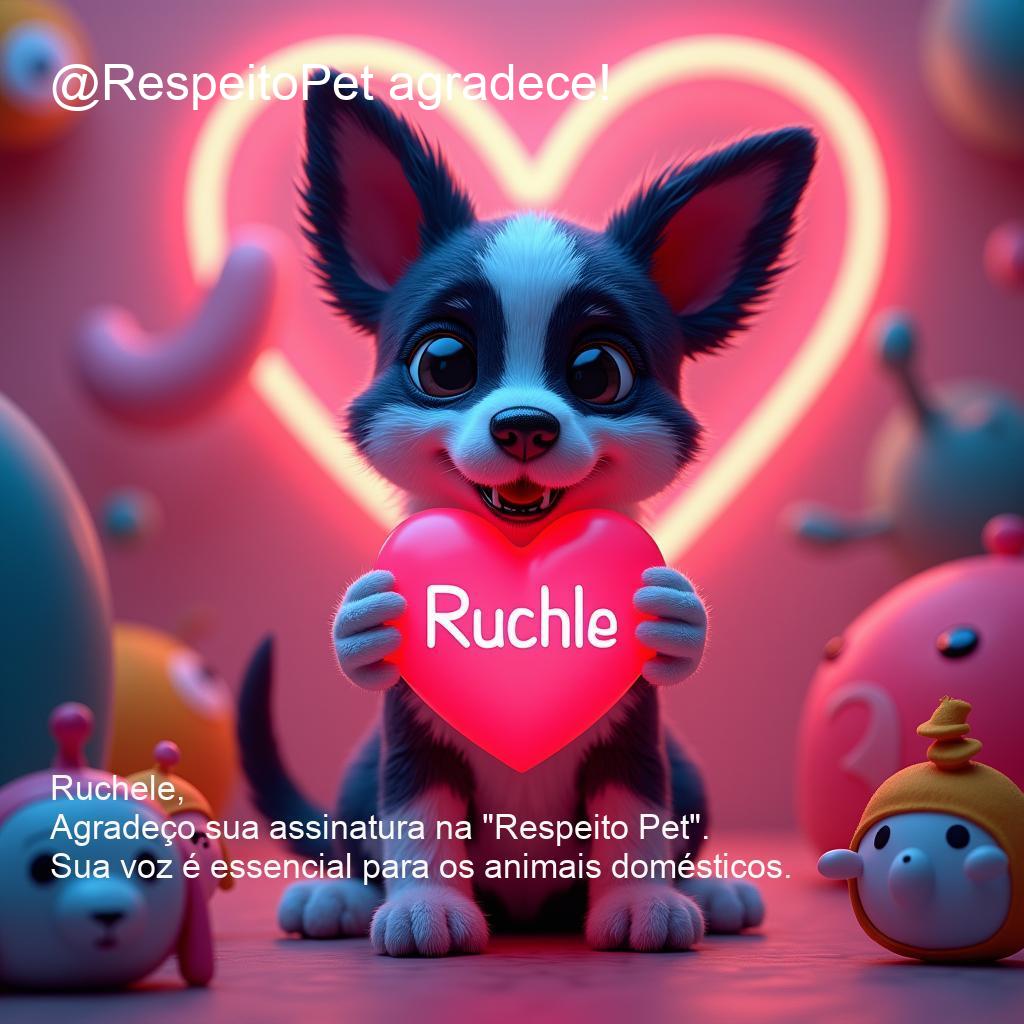 @RespeitoPet agradece!
Ruchle
Ruchele,
Agradeço sua assinatura na "Respeito Pet".
Sua voz é essencial para os animais domésticos.